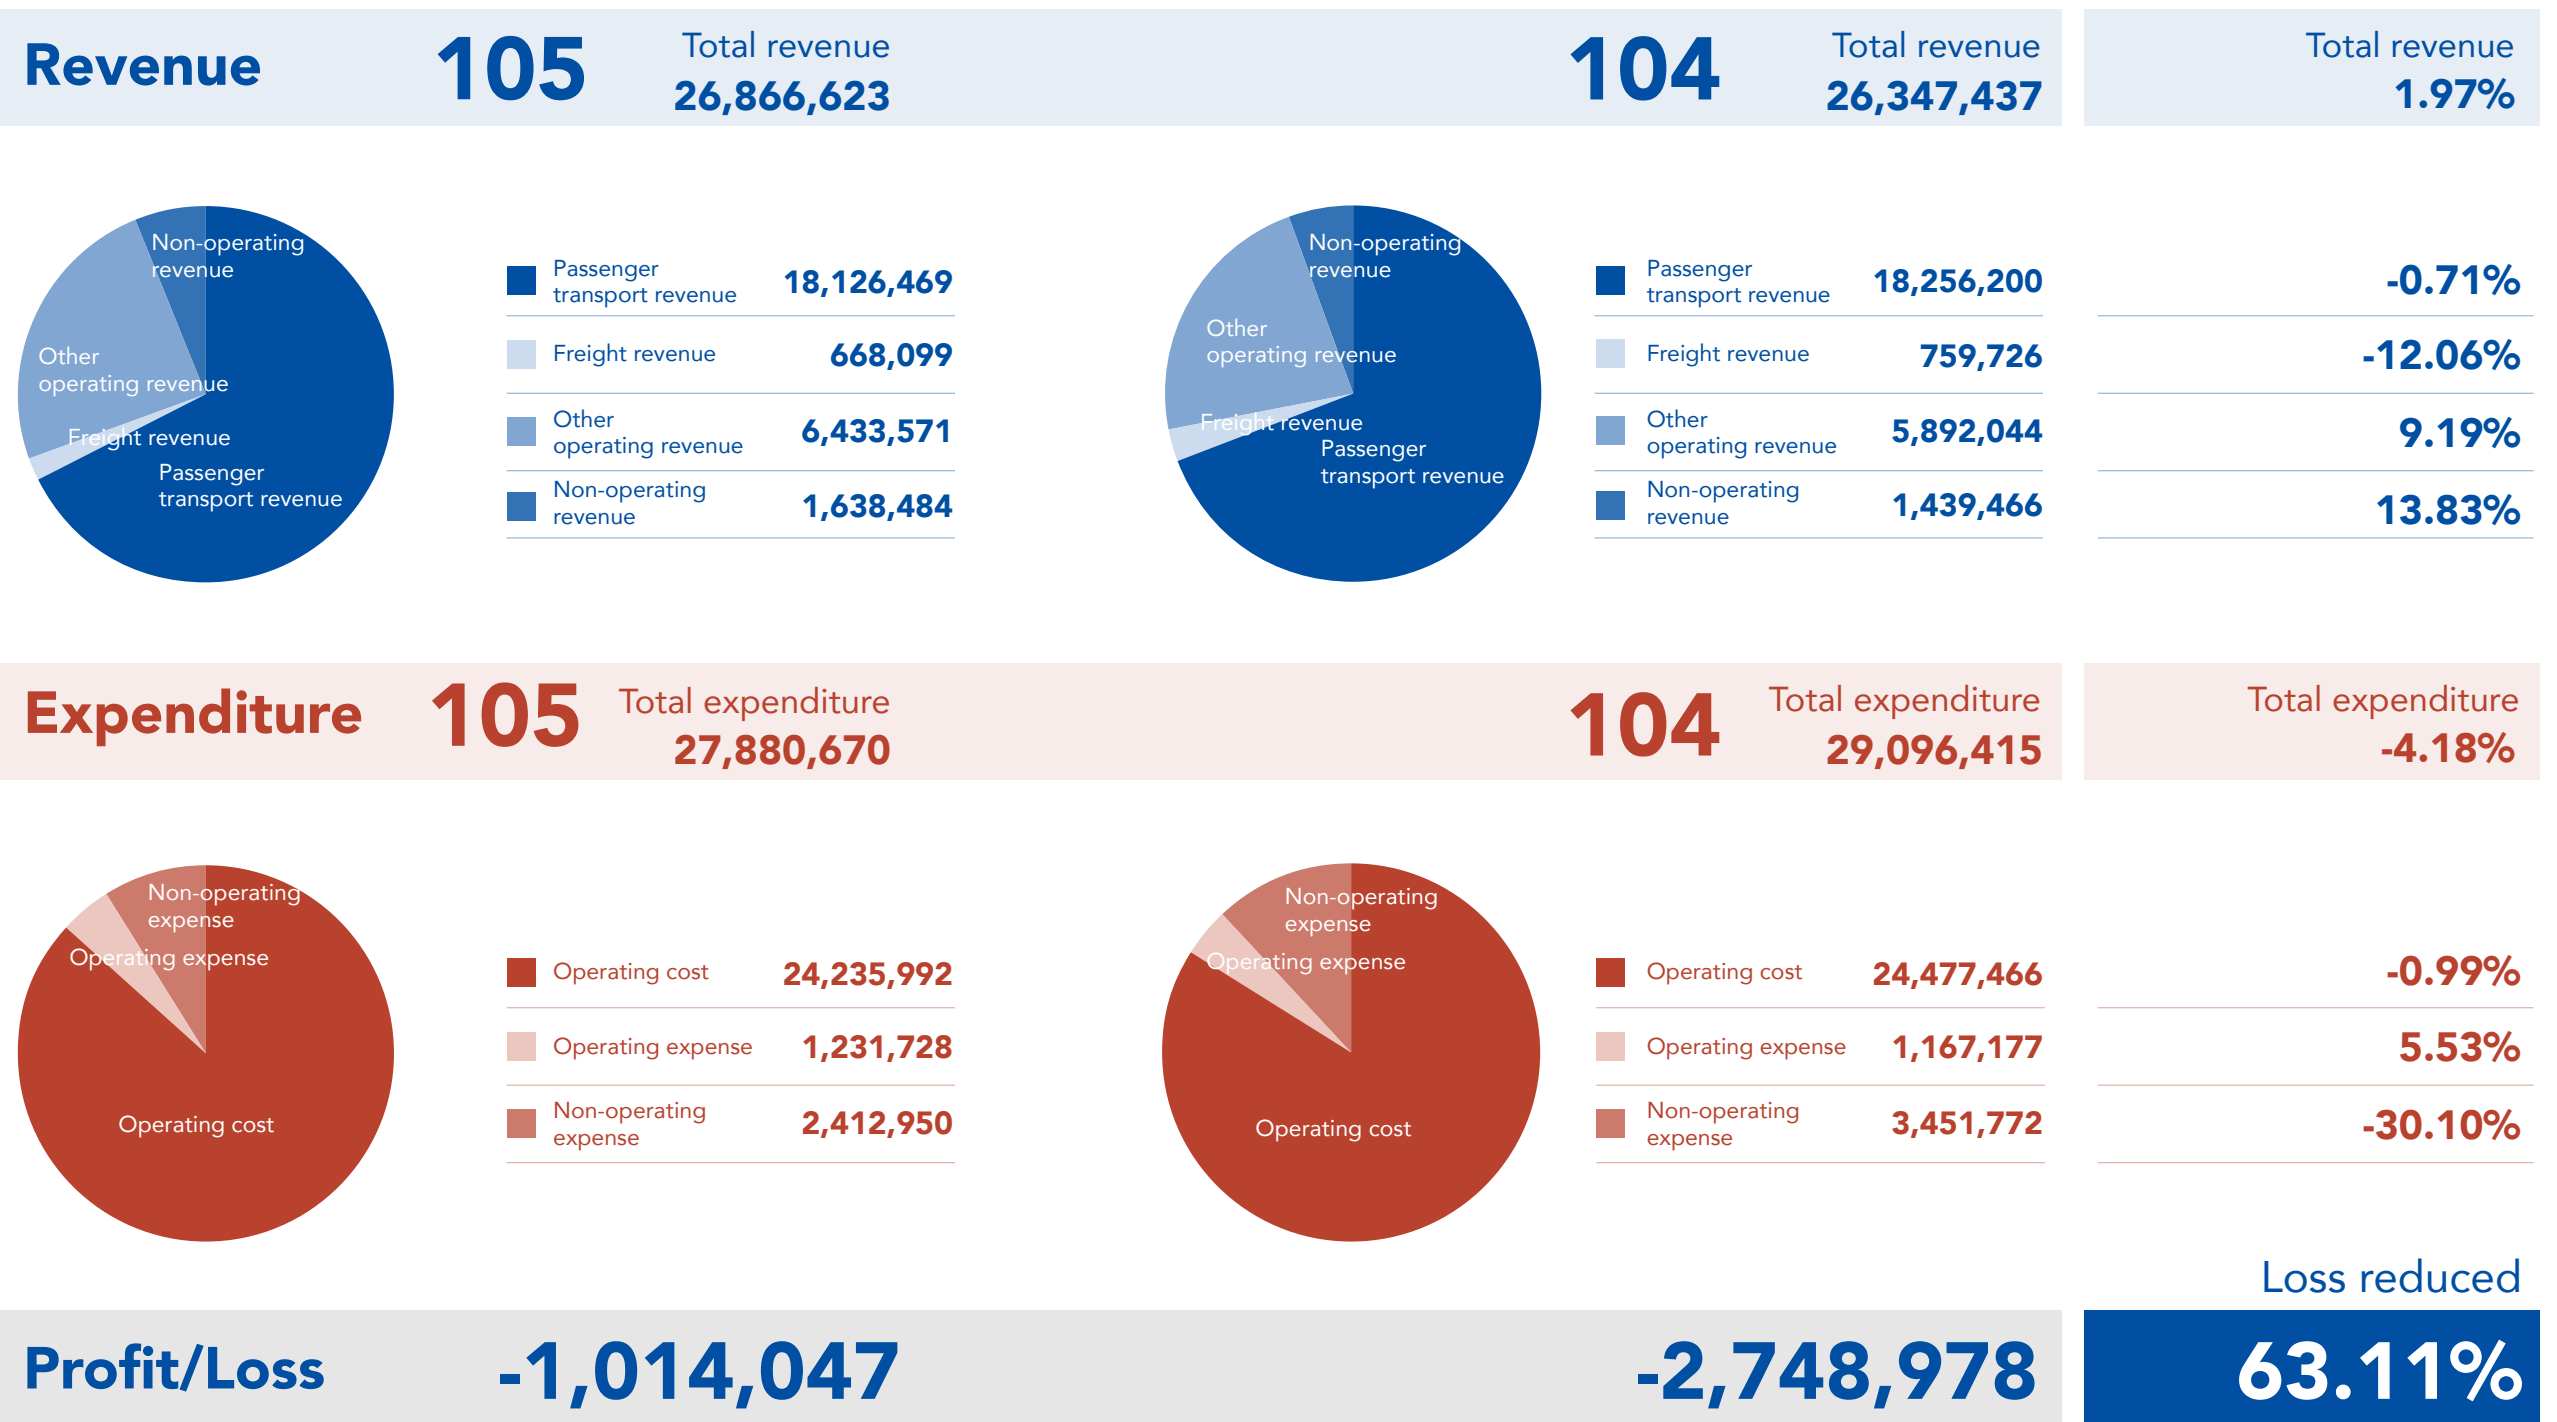 Revenue
105
Total revenue
26,866,623
104
Total revenue
26,347,437
Total revenue
1.97%
Non-operating
revenue
Other
operating revenue
Freight revenue
Passenger
transport revenue
Passenger
transport revenue
18,126,469
Freight revenue
668,099
Other
operating revenue
6,433,571
Non-operating
revenue
1,638,484
Non-operating
revenue
Other
operating revenue
Freight revenue
Passenger
transport revenue
Passenger
transport revenue
18,256,200
Freight revenue
759,726
Other
operating revenue
5,892,044
Non-operating
revenue
1,439,466
-0.71%
-12.06%
9.19%
13.83%
Expenditure
105
Total expenditure
27,880,670
104
Total expenditure
29,096,415
Total expenditure
-4.18%
Non-operating
expense
Operating expense
Operating cost
Operating cost
24,235,992
Operating expense
1,231,728
Non-operating
expense
2,412,950
Non-operating
expense
Operating expense
Operating cost
Operating cost
24,477,466
Operating expense
1,167,177
Non-operating
expense
3,451,772
-0.99%
5.53%
-30.10%
Loss reduced
Profit/Loss
-1,014,047
-2,748,978
63.11%